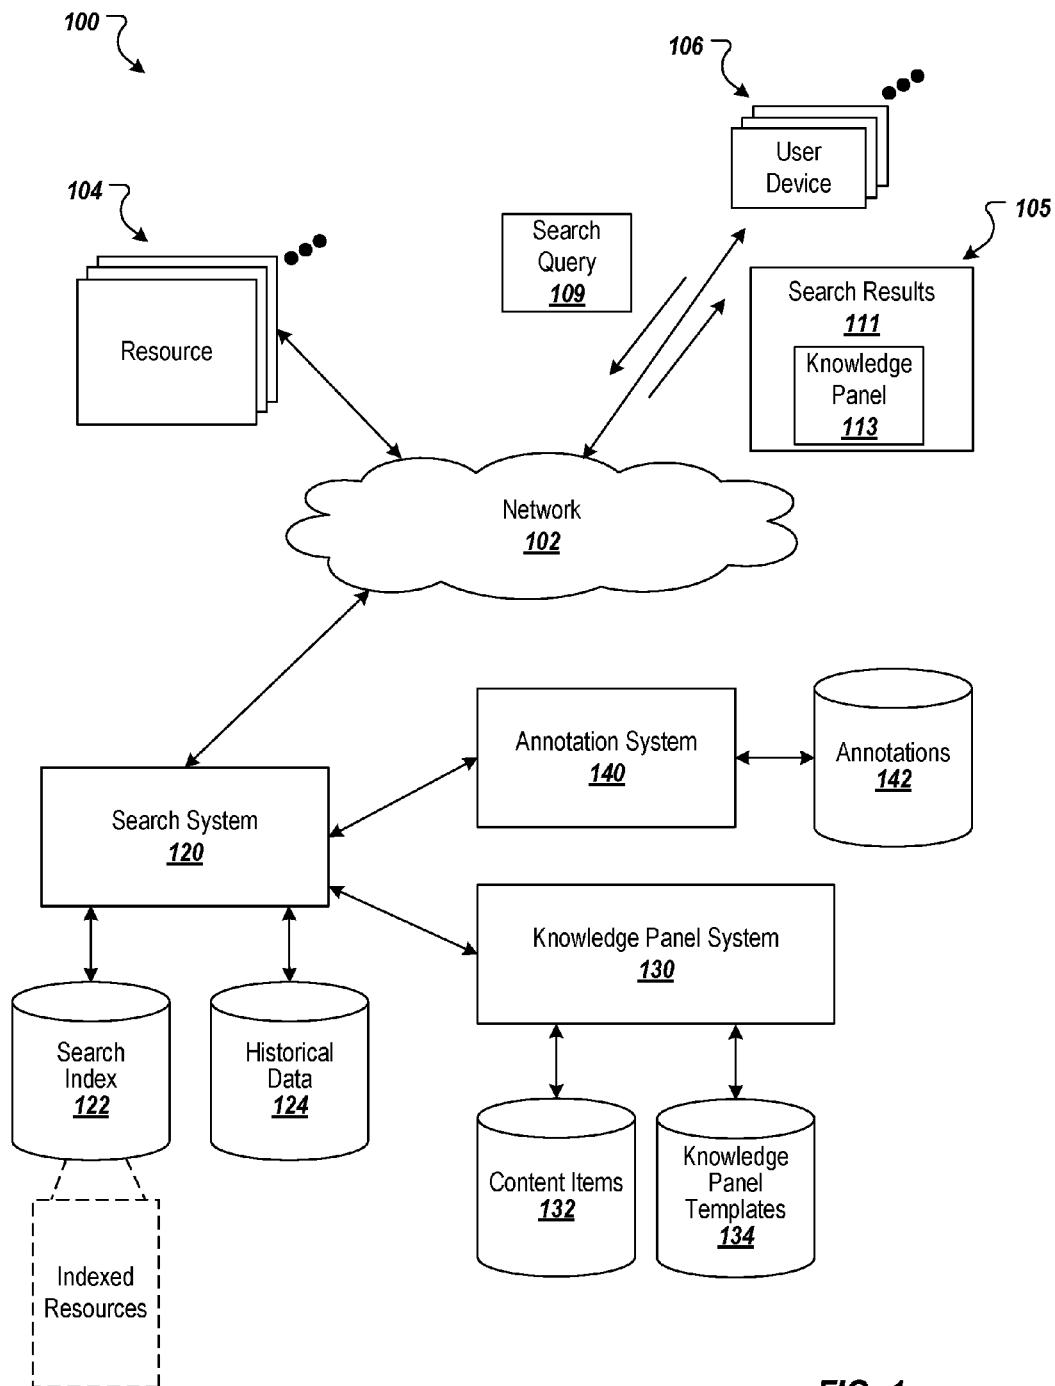 100
106
User
Device
104
105
Search
Query
109
Search Results
111
Resource
Knowledge
Panel
113
Network
102
Annotation System
140
Annotations
142
Search System
120
Knowledge Panel System
130
Search
Index
122
Historical
Data
124
Content Items
132
Knowledge
Panel
Templates
134
Indexed
Resources
FIG. 1